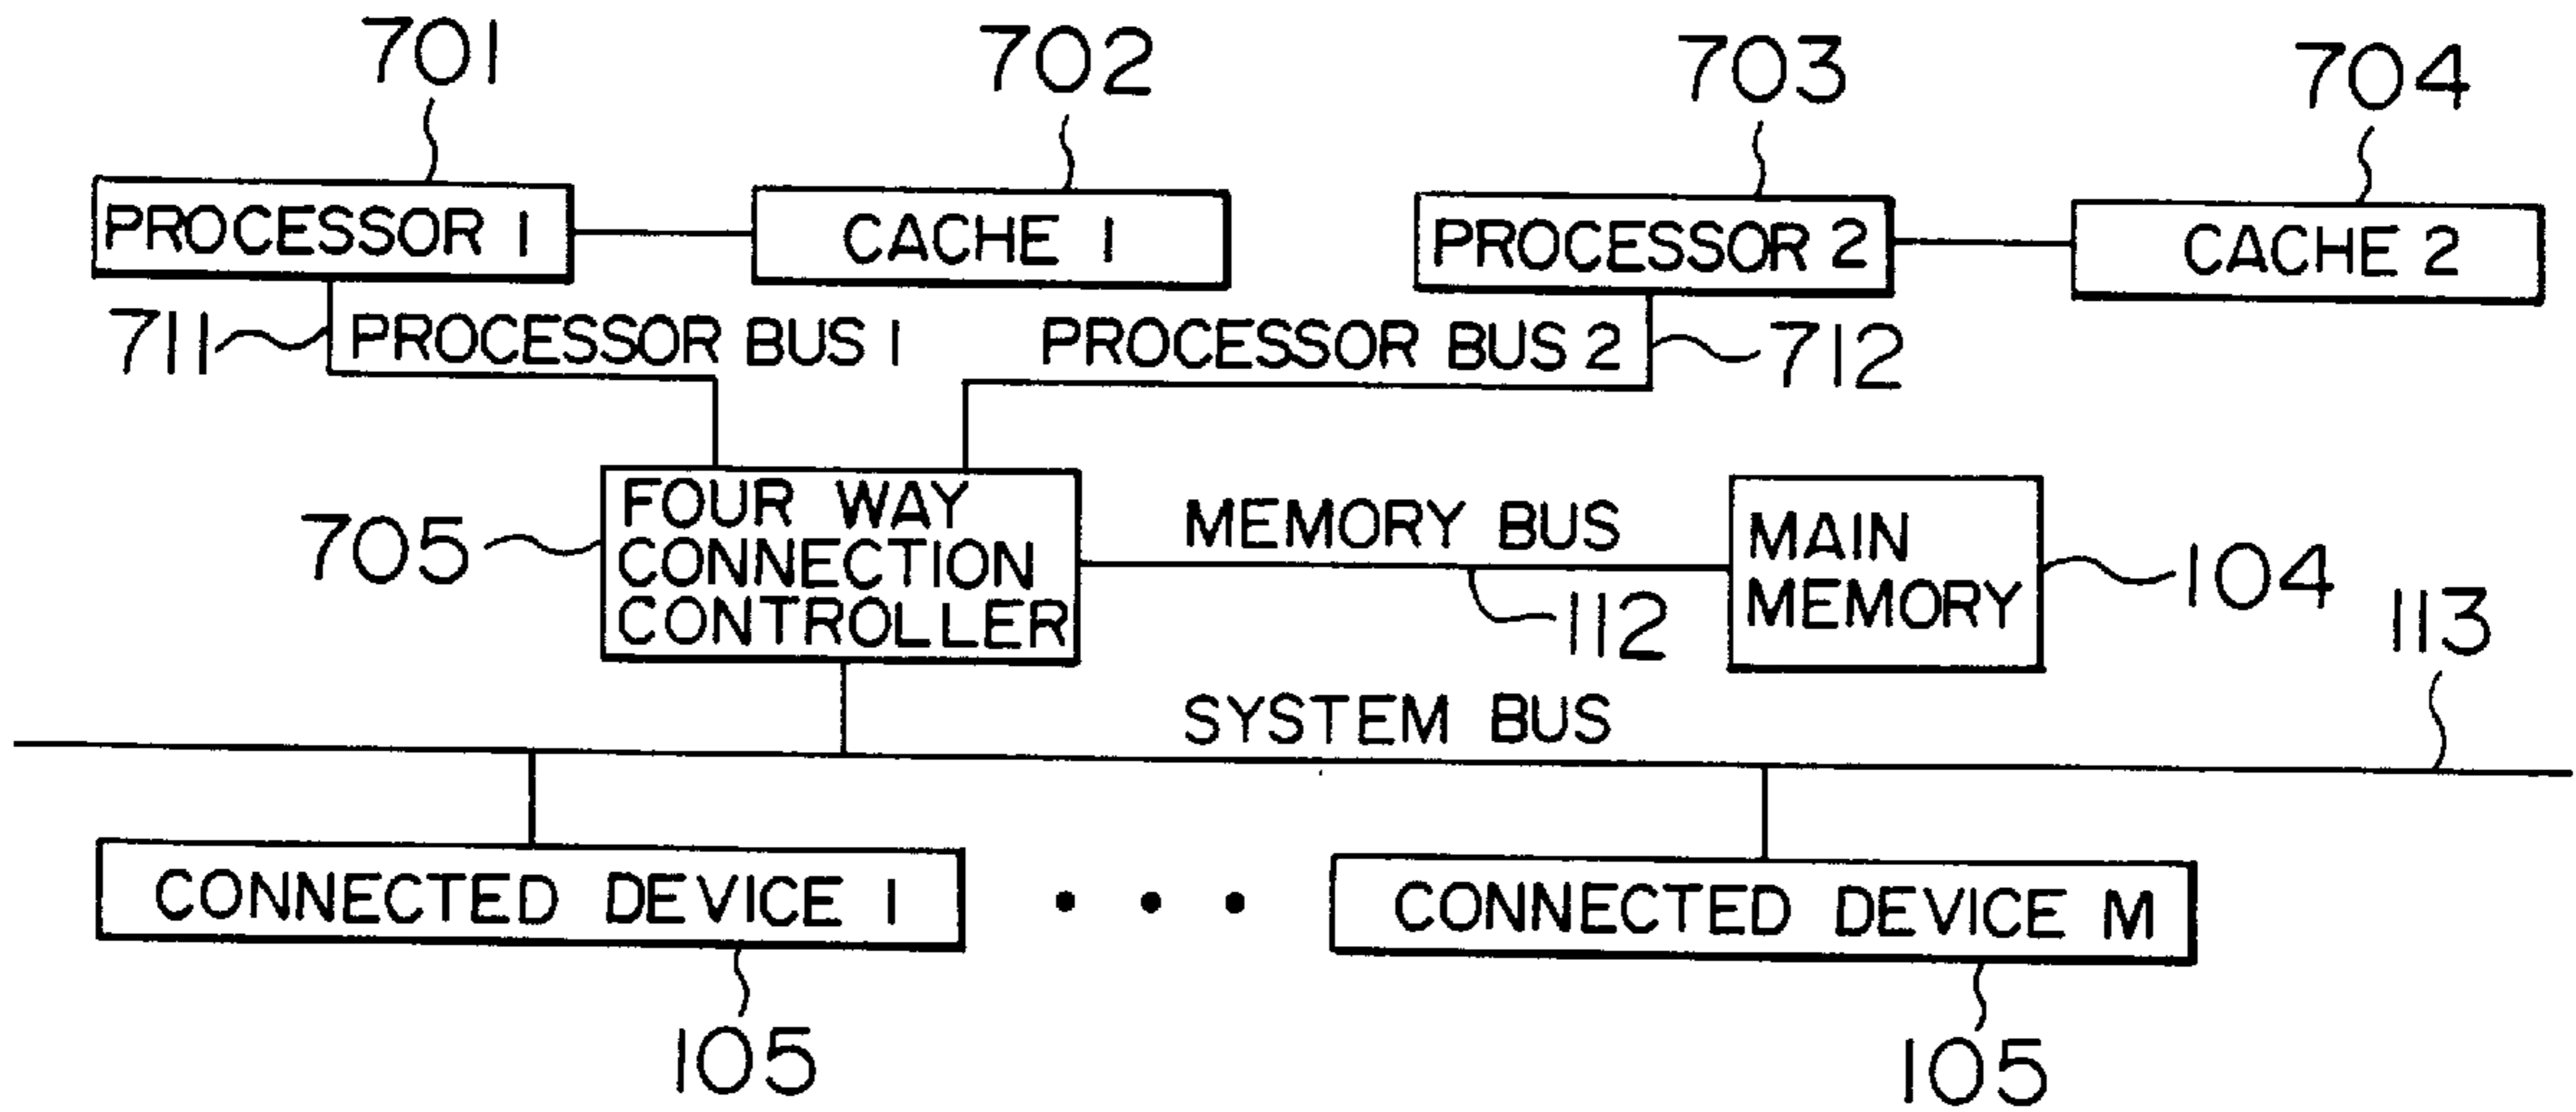 701
702
703
704
PROCESSOR 1
CACHE 1
PROCESSOR 2
CACHE 2
711
PROCESSOR BUS 1
PROCESSOR BUS 2
712
705
FOUR WAY
CONNECTION
CONTROLLER
MEMORY BUS
112
MAIN
MEMORY
104
113
SYSTEM BUS
CONNECTED DEVICE 1
• • •
CONNECTED DEVICE M
105
105